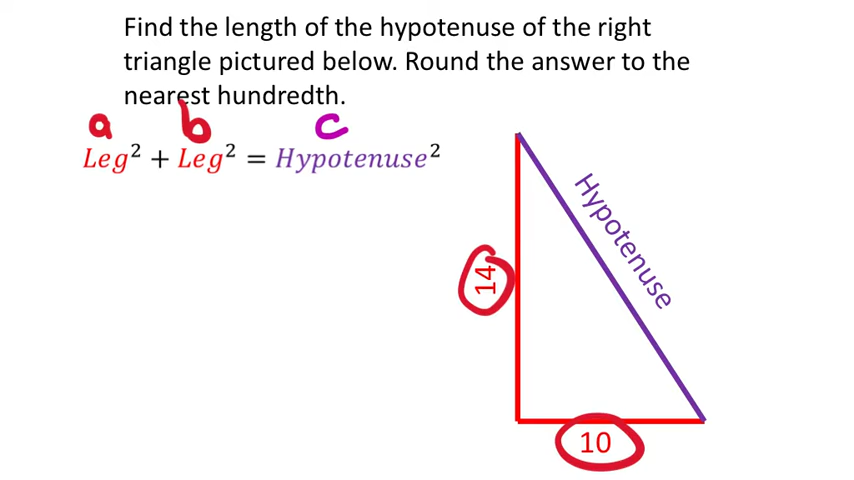 Find the length of the hypotenuse of the right
triangle pictured below. Round the answer to the
nearest hundredth.
a b c
Leg² + Leg² = Hypotenuse²
Hypotenuse
14
10